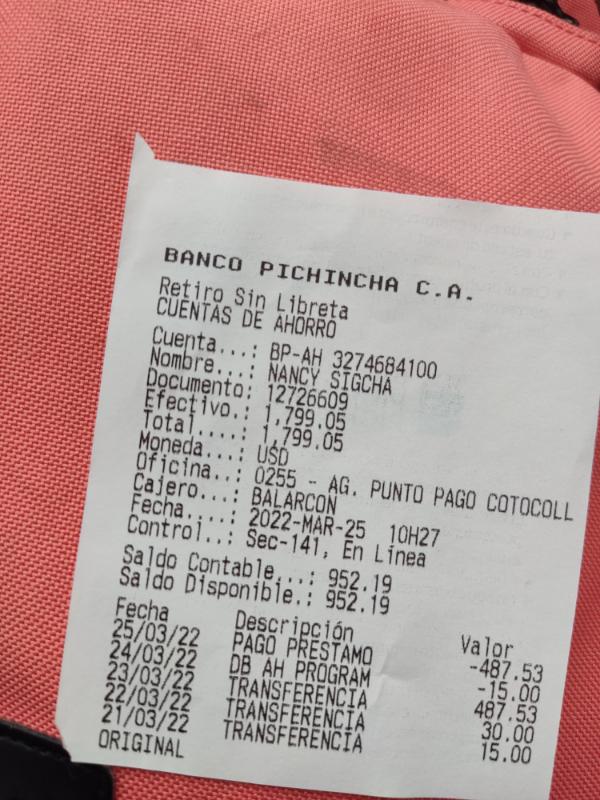 BANCO PICHINCHA C.A.
Retiro Sin Libreta
CUENTAS DE AHORRO
Cuenta...: BP-AH 3274684100
Nombre...: NANCY SIGCHA
Documento: 12726609
Efectivo.: 1,799.05
Total....: 1,799.05
Moneda...: USD
Oficina..: 0255 - AG. PUNTO PAGO COTOCOLL
Cajero...: BALARCON
Fecha....: 2022-MAR-25 10H27
Control..: Sec-141, En Linea
Saldo Contable...: 952.19
Saldo Disponible.: 952.19
Fecha Descripción Valor
25/03/22 PAGO PRESTAMO -487.53
24/03/22 DB AH PROGRAM -15.00
23/03/22 TRANSFERENCIA 487.53
22/03/22 TRANSFERENCIA 30.00
21/03/22 TRANSFERENCIA 15.00
ORIGINAL